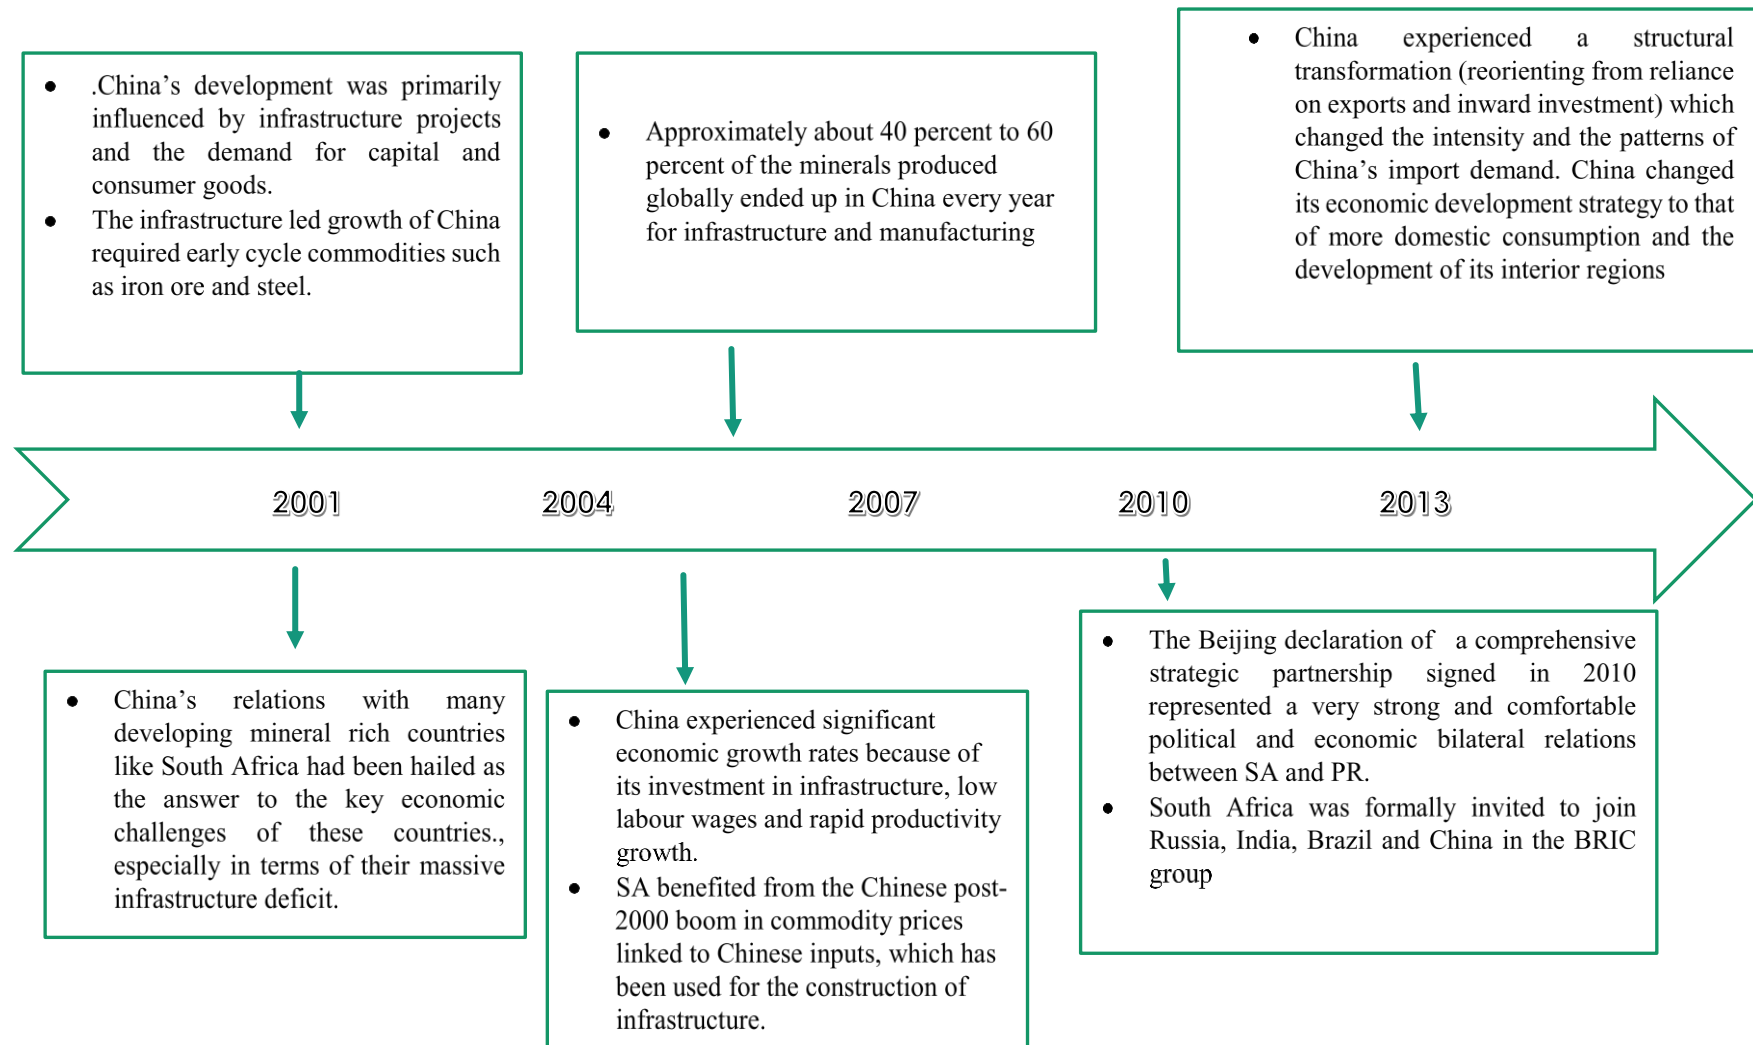 • .China’s development was primarily
influenced by infrastructure projects
and the demand for capital and
consumer goods.
• The infrastructure led growth of China
required early cycle commodities such
as iron ore and steel.
• Approximately about 40 percent to 60
percent of the minerals produced
globally ended up in China every year
for infrastructure and manufacturing
• China experienced a structural
transformation (reorienting from reliance
on exports and inward investment) which
changed the intensity and the patterns of
China’s import demand. China changed
its economic development strategy to that
of more domestic consumption and the
development of its interior regions
2001 2004 2007 2010 2013
• China’s relations with many
developing mineral rich countries
like South Africa had been hailed as
the answer to the key economic
challenges of these countries.,
especially in terms of their massive
infrastructure deficit.
• China experienced significant
economic growth rates because of
its investment in infrastructure, low
labour wages and rapid productivity
growth.
• SA benefited from the Chinese post-
2000 boom in commodity prices
linked to Chinese inputs, which has
been used for the construction of
infrastructure.
• The Beijing declaration of a comprehensive
strategic partnership signed in 2010
represented a very strong and comfortable
political and economic bilateral relations
between SA and PR.
• South Africa was formally invited to join
Russia, India, Brazil and China in the BRIC
group